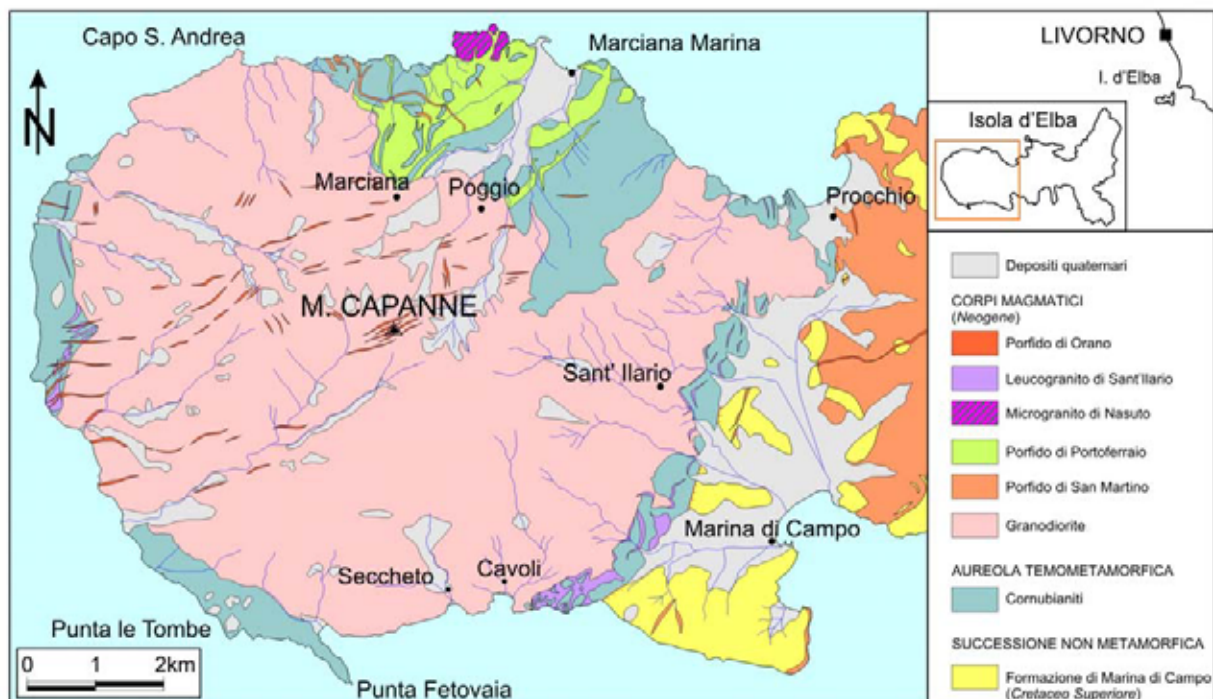 Capo S. Andrea
Marciana Marina
N
Marciana
Poggio
Procchio
M. CAPANNE
Sant' Ilario
Marina di Campo
Seccheto
Cavoli
Punta le Tombe
0 1 2km
Punta Fetovaia
LIVORNO
I. d'Elba
Isola d'Elba
Depositi quaternari
CORPI MAGMATICI
(Neogene)
Porfido di Orano
Leucogranito di Sant'Ilario
Microgranito di Nasuto
Porfido di Portoferraio
Porfido di San Martino
Granodiorite
AUREOLA TEMOMETAMORFICA
Cornubianiti
SUCCESSIONE NON METAMORFICA
Formazione di Marina di Campo
(Cretaceo Superiore)